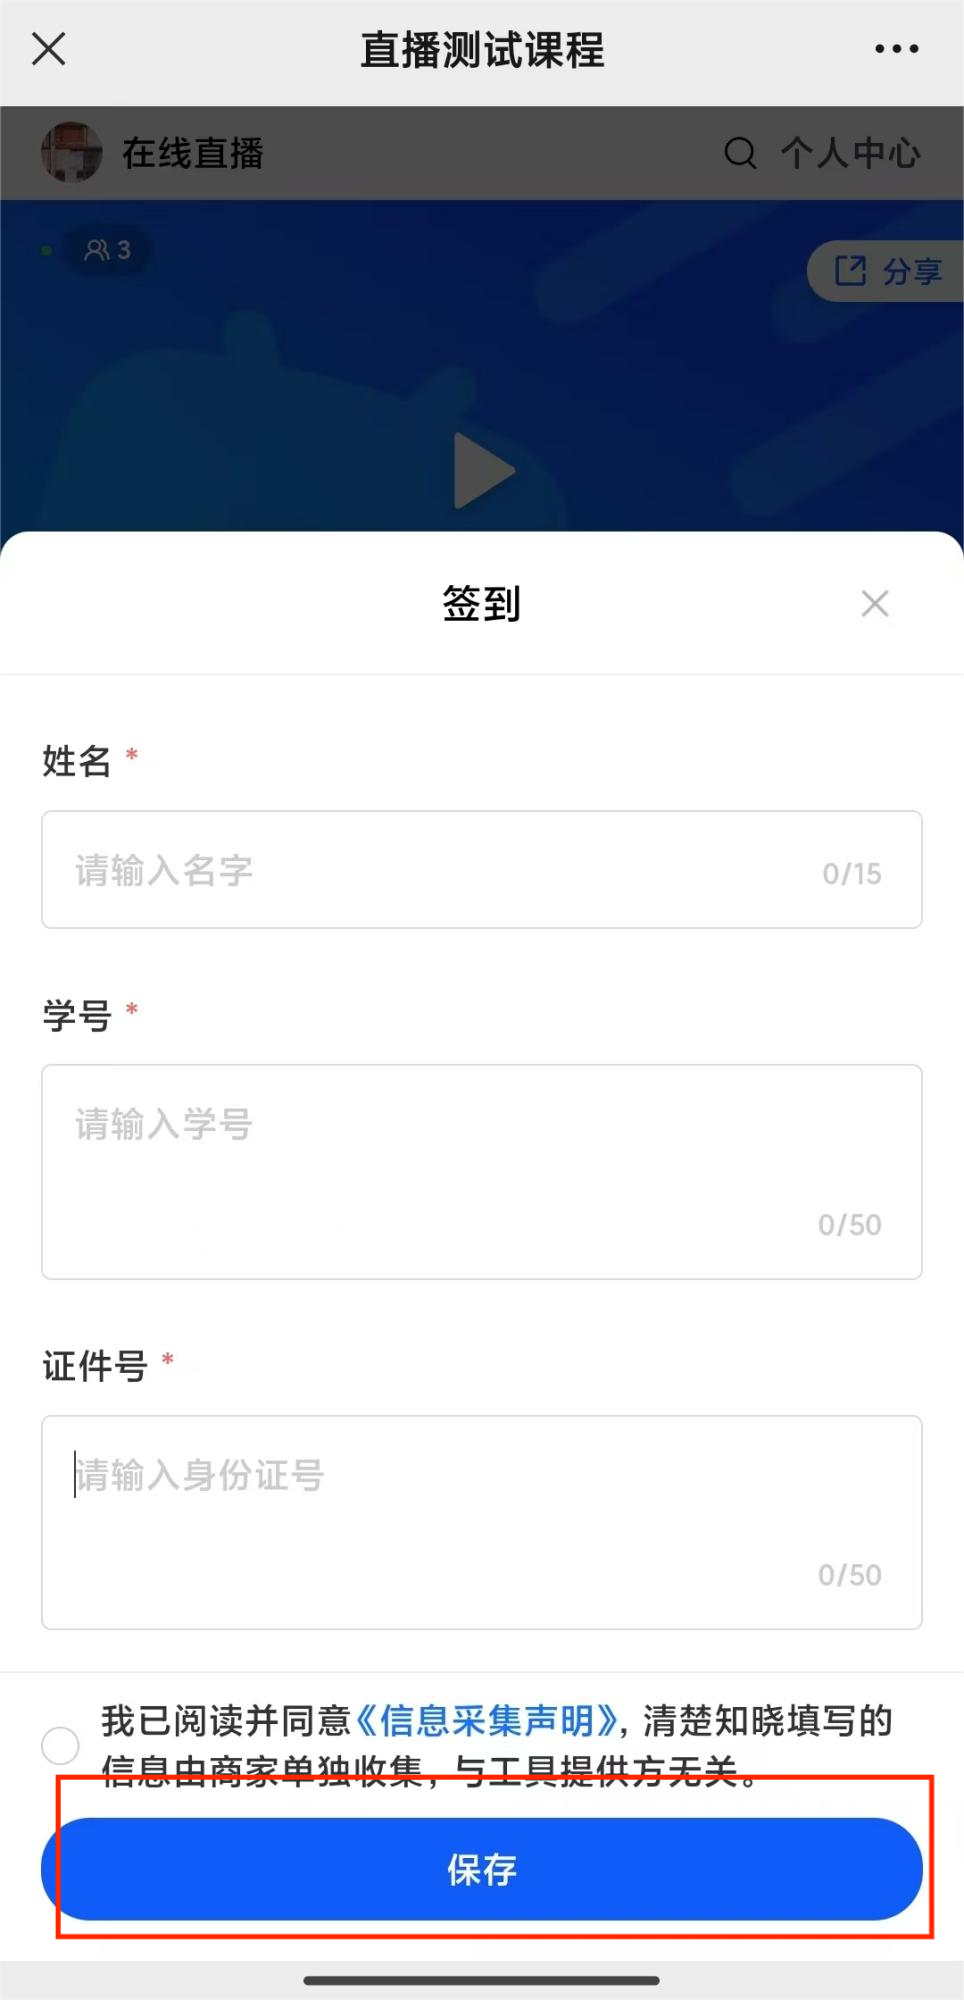 直播测试课程
在线直播
个人中心
3
分享
签到
姓名 *
请输入名字
0/15
学号 *
请输入学号
0/50
证件号 *
请输入身份证号
0/50
我已阅读并同意《信息采集声明》,清楚知晓填写的
信息由商家单独收集,与工具提供方无关。
保存